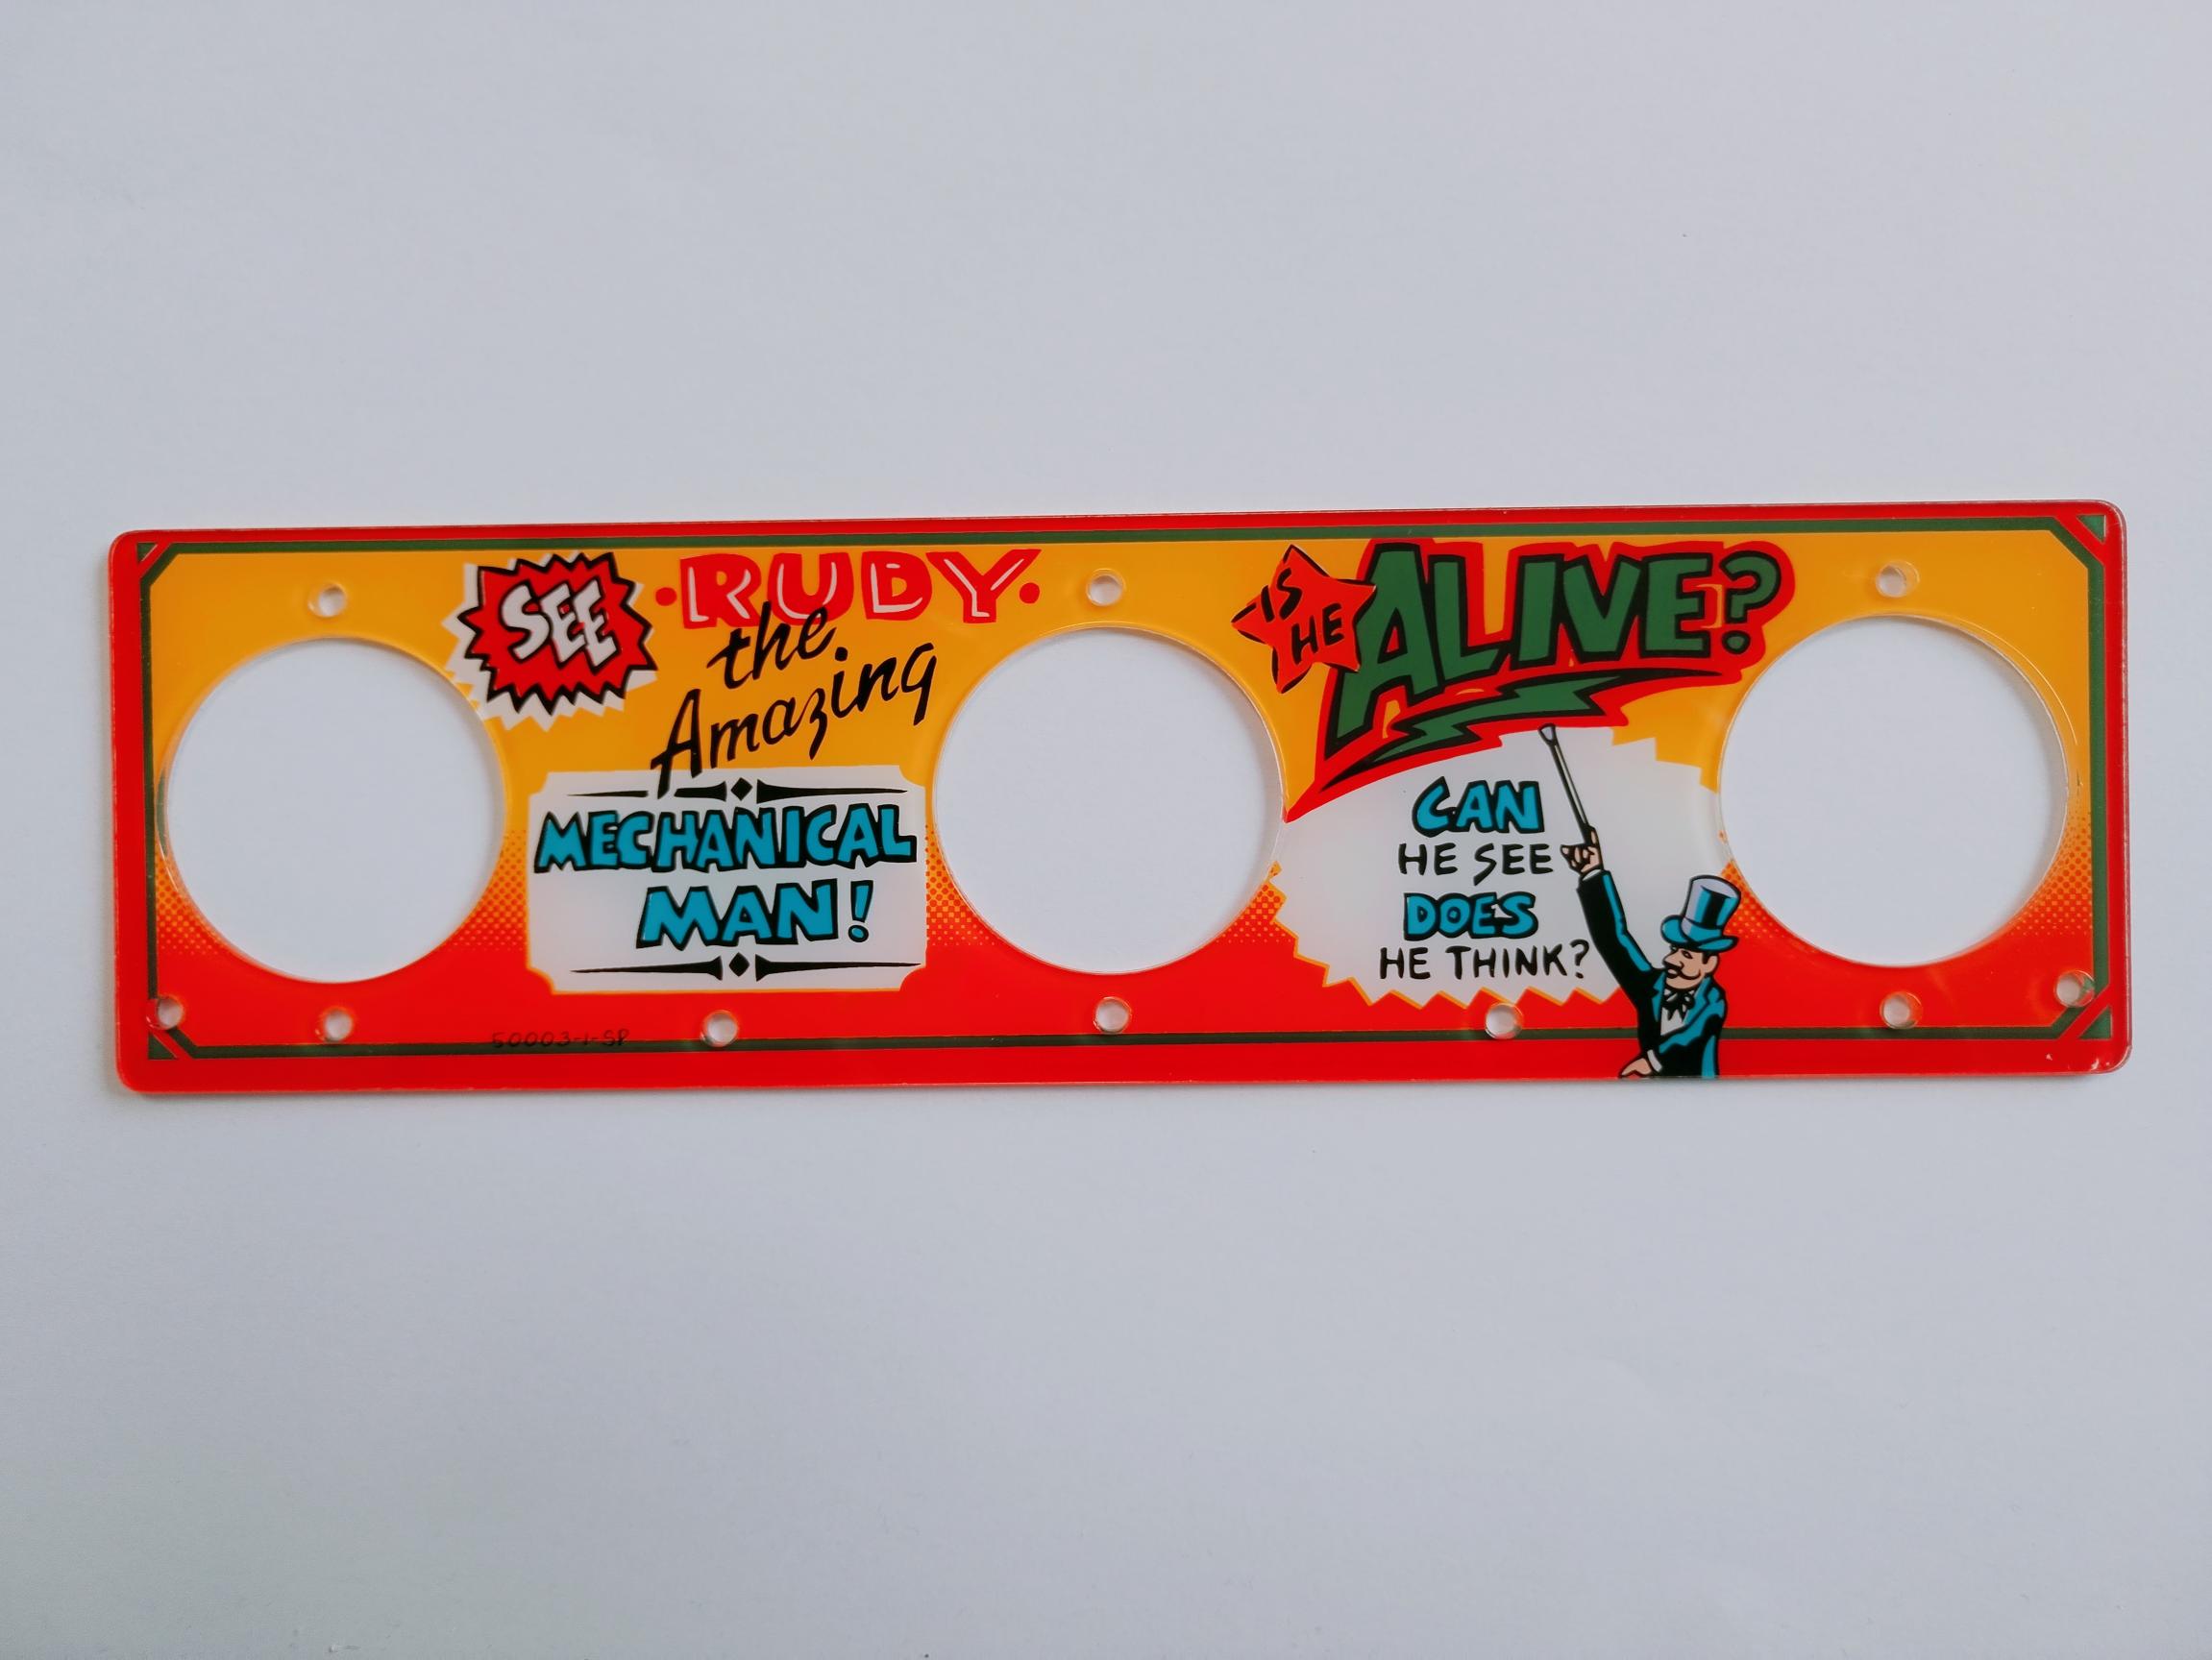 SEE
·RUDY·
the
Amazing
MECHANICAL
MAN!
IS
HE
ALIVE?
CAN
HE SEE
DOES
HE THINK?
50003-1-SP